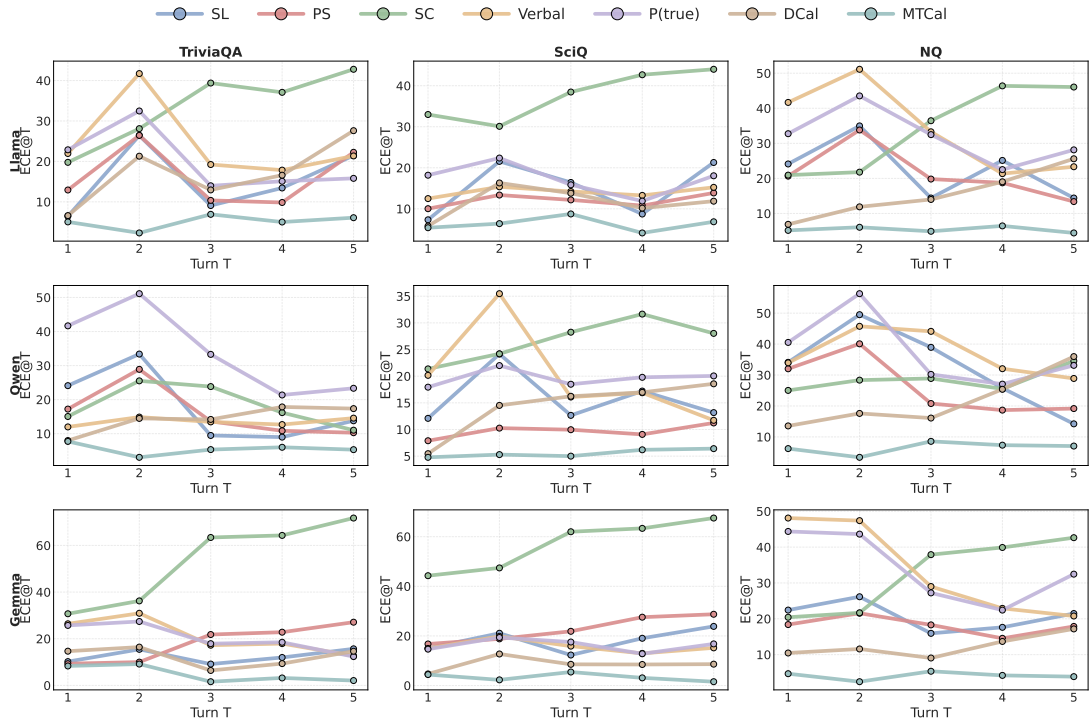 SL PS SC Verbal P(true) DCal MTCal
TriviaQA SciQ NQ
Llama
ECE@T ECE@T ECE@T
40 30 20 10
40 30 20 10
50 40 30 20 10
1 2 3 4 5 1 2 3 4 5 1 2 3 4 5
Turn T Turn T Turn T
Qwen
ECE@T ECE@T ECE@T
50 40 30 20 10
35 30 25 20 15 10 5
50 40 30 20 10
1 2 3 4 5 1 2 3 4 5 1 2 3 4 5
Turn T Turn T Turn T
Gemma
ECE@T ECE@T ECE@T
60 40 20 0
60 40 20 0
50 40 30 20 10
1 2 3 4 5 1 2 3 4 5 1 2 3 4 5
Turn T Turn T Turn T